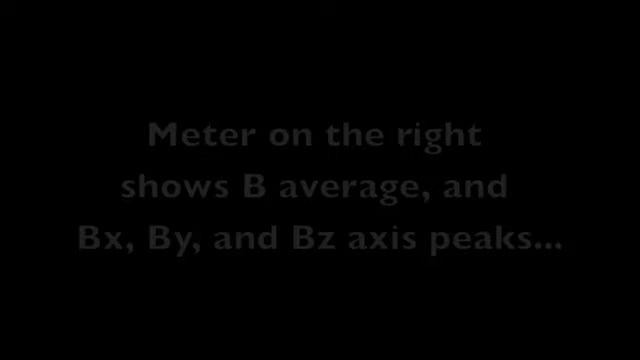 Meter on the right
shows B average, and
Bx, By, and Bz axis peaks...